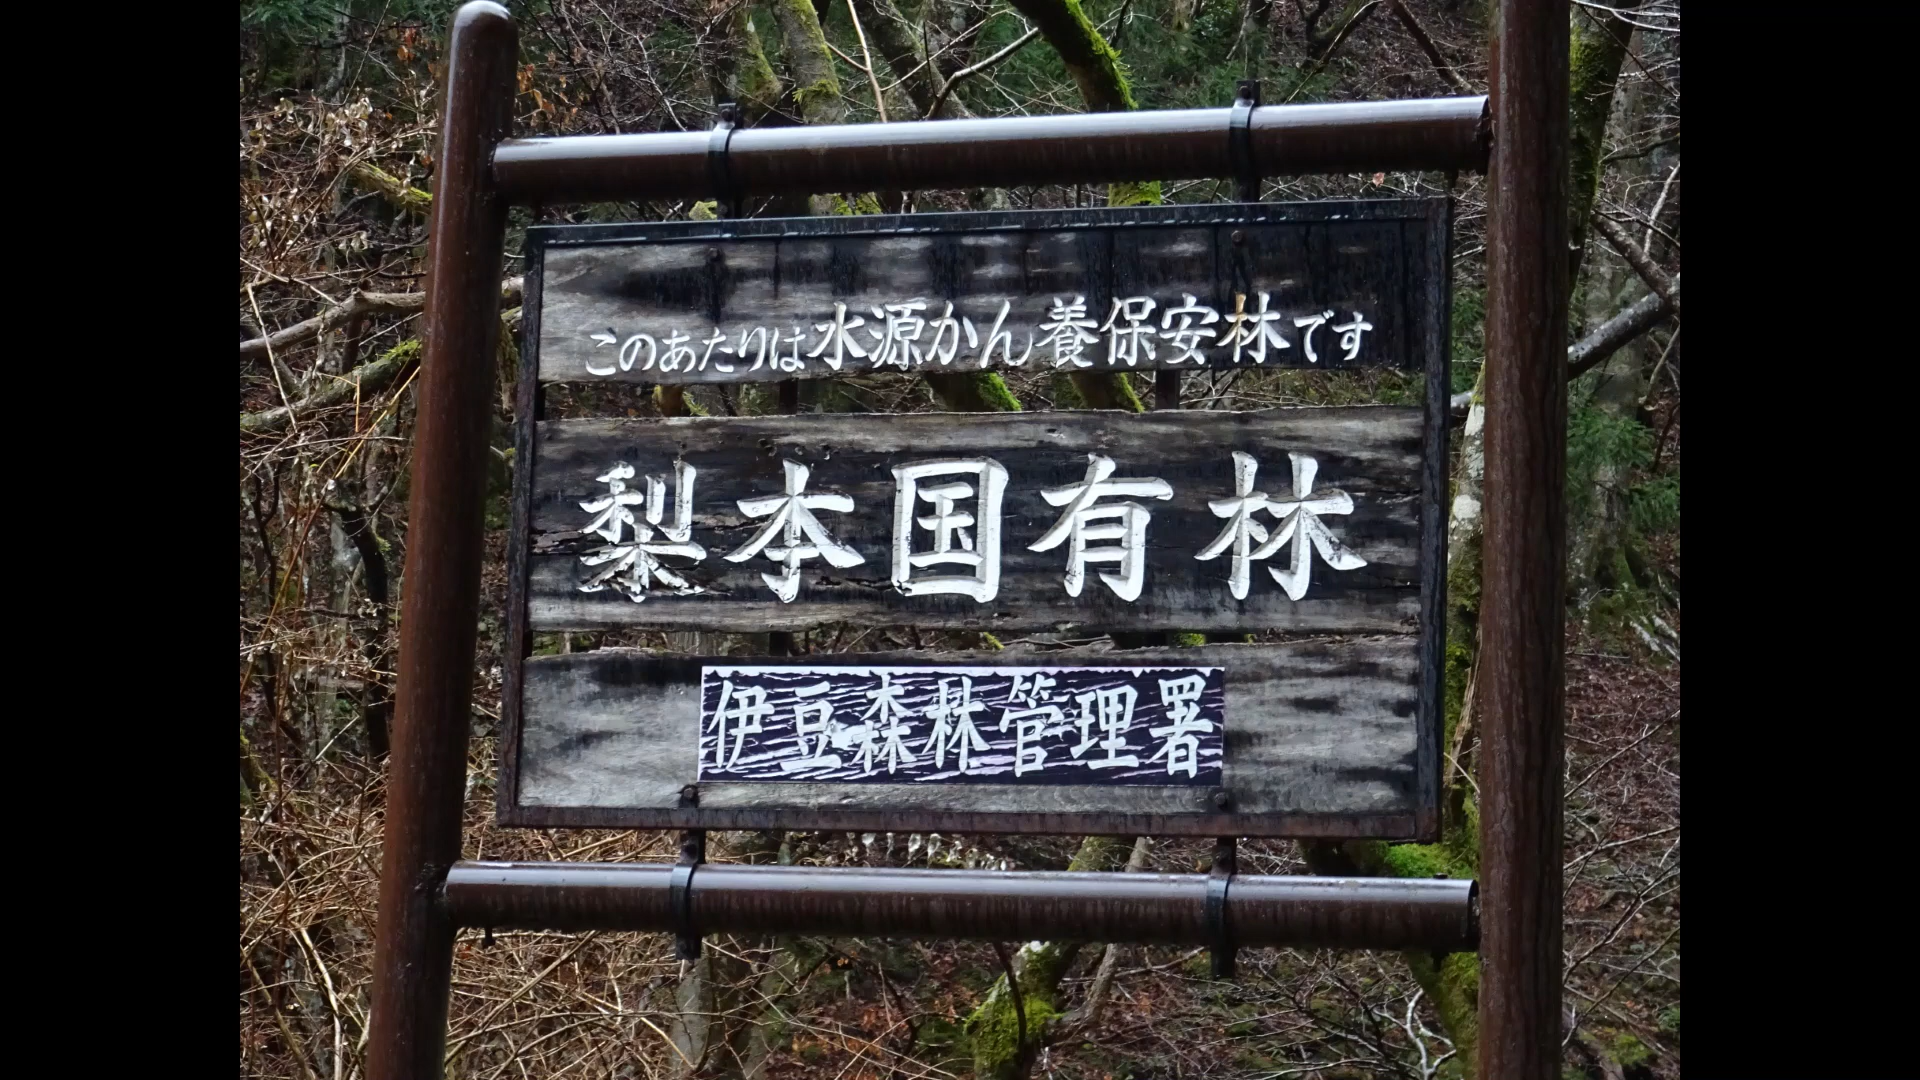 このあたりは水源かん養保安林です
梨本国有林
伊豆森林管理署